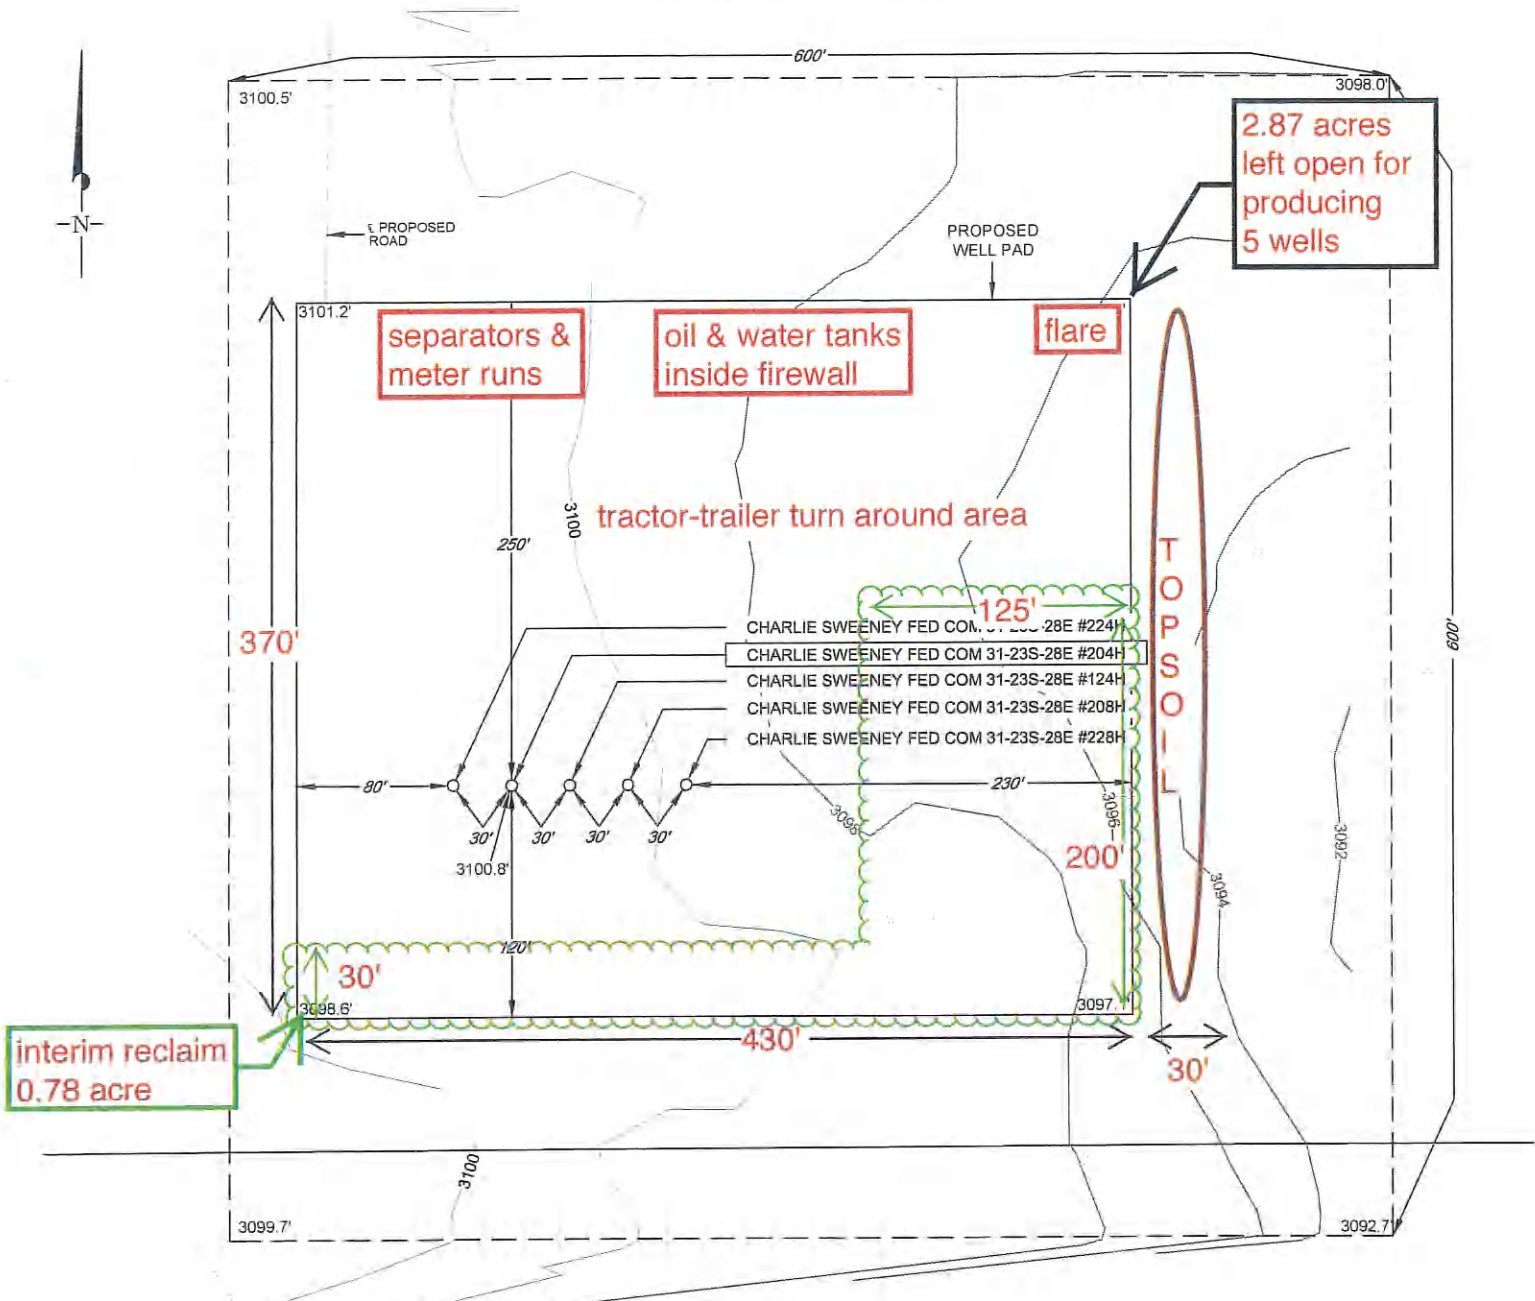 600'
3100.5'
3098.0'
2.87 acres
left open for
producing
5 wells
-N-
PROPOSED
ROAD
PROPOSED
WELL PAD
3101.2'
separators &
meter runs
oil & water tanks
inside firewall
flare
3100
tractor-trailer turn around area
250'
TOPSOIL
125'
370'
600'
CHARLIE SWEENEY FED COM 31-23S-28E #224H
CHARLIE SWEENEY FED COM 31-23S-28E #204H
CHARLIE SWEENEY FED COM 31-23S-28E #124H
CHARLIE SWEENEY FED COM 31-23S-28E #208H
CHARLIE SWEENEY FED COM 31-23S-28E #228H
80'
230'
30'
30'
30'
30'
3096
3092
200'
3100.8'
3094
120'
30'
3098.6'
3097.
430'
30'
interim reclaim
0.78 acre
3100
3099.7'
3092.7'